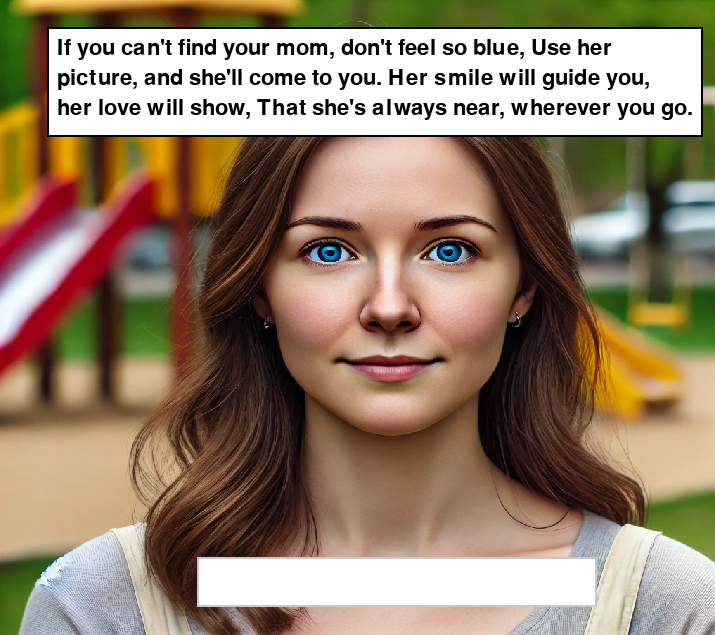 If you can't find your mom, don't feel so blue, Use her
picture, and she'll come to you. Her smile will guide you,
her love will show, That she's always near, wherever you go.